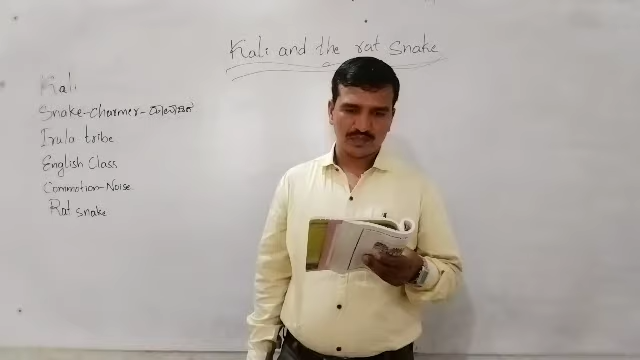 Kali and the rat snake
Kali
Snake-charmer-
Irula tribe
English Class
Commotion-Noise
Rat snake